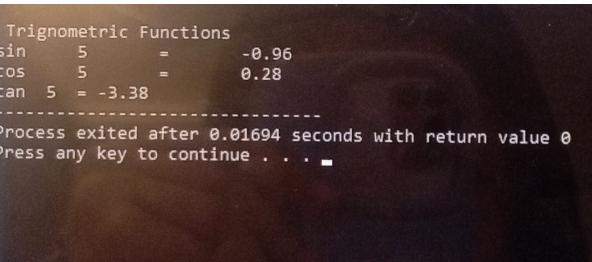 Trignometric Functions
sin 5 = -0.96
cos 5 = 0.28
tan 5 = -3.38
--------------------------------
Process exited after 0.01694 seconds with return value 0
Press any key to continue . . .